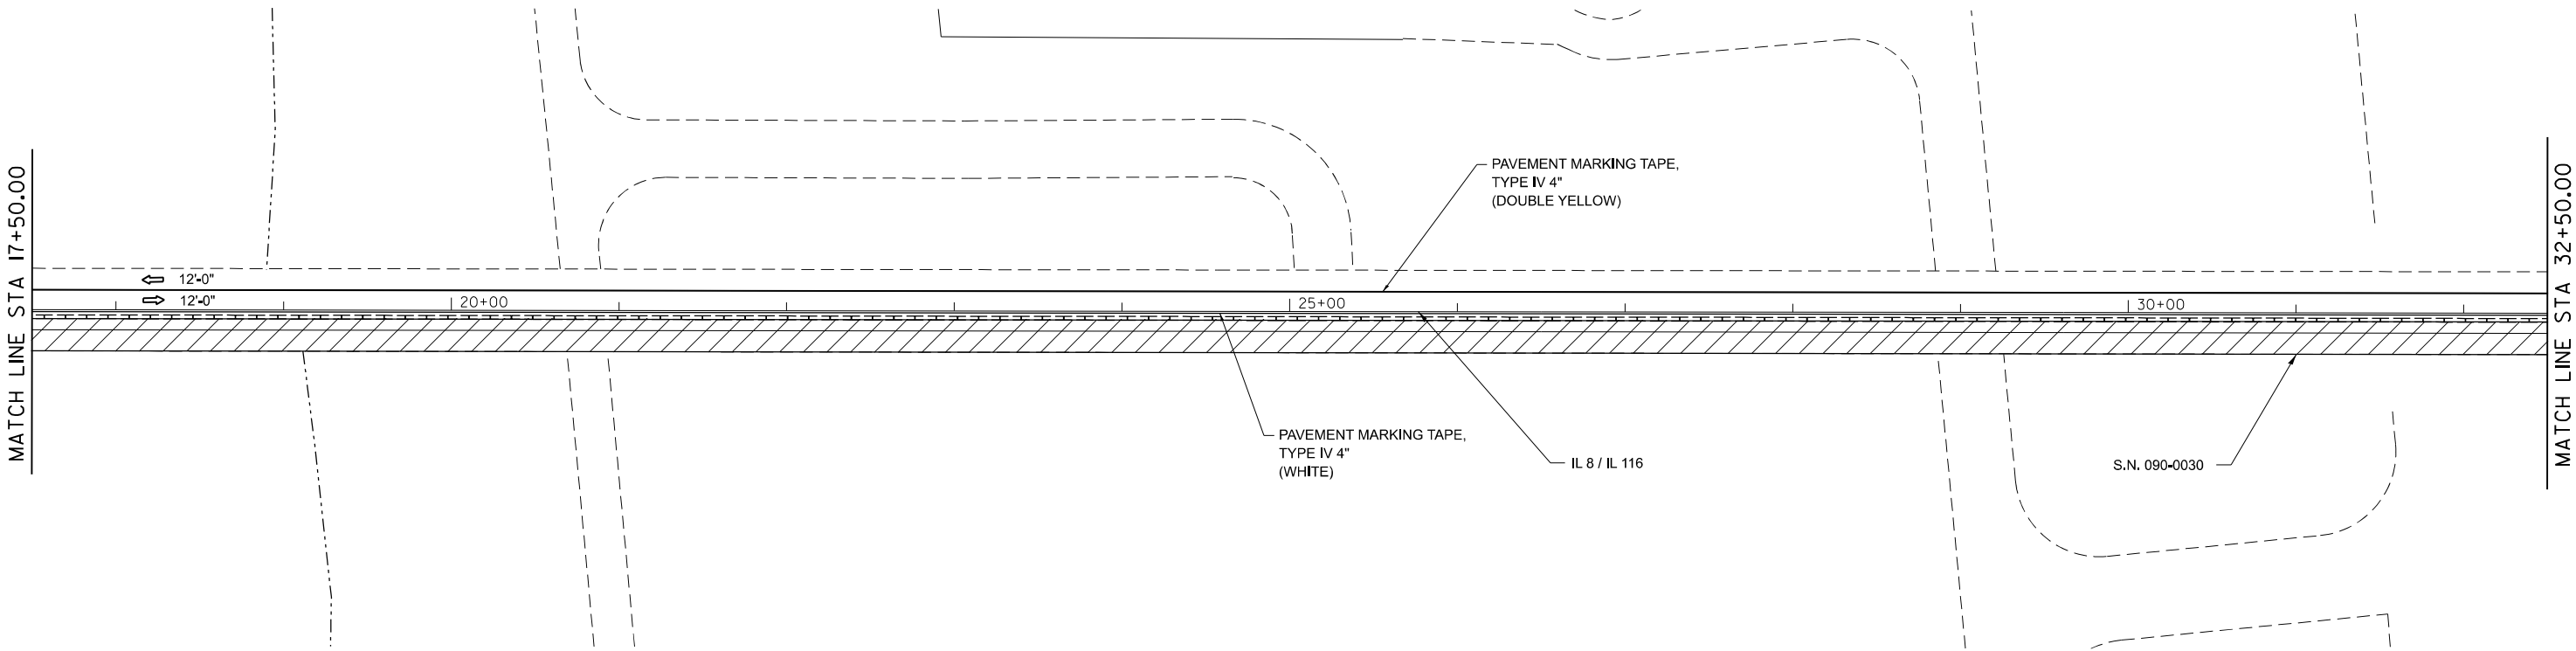 MATCH LINE STA 17+50.00
PAVEMENT MARKING TAPE,
TYPE IV 4"
(DOUBLE YELLOW)
12'-0"
12'-0"
20+00
25+00
30+00
PAVEMENT MARKING TAPE,
TYPE IV 4"
(WHITE)
IL 8 / IL 116
S.N. 090-0030
MATCH LINE STA 32+50.00